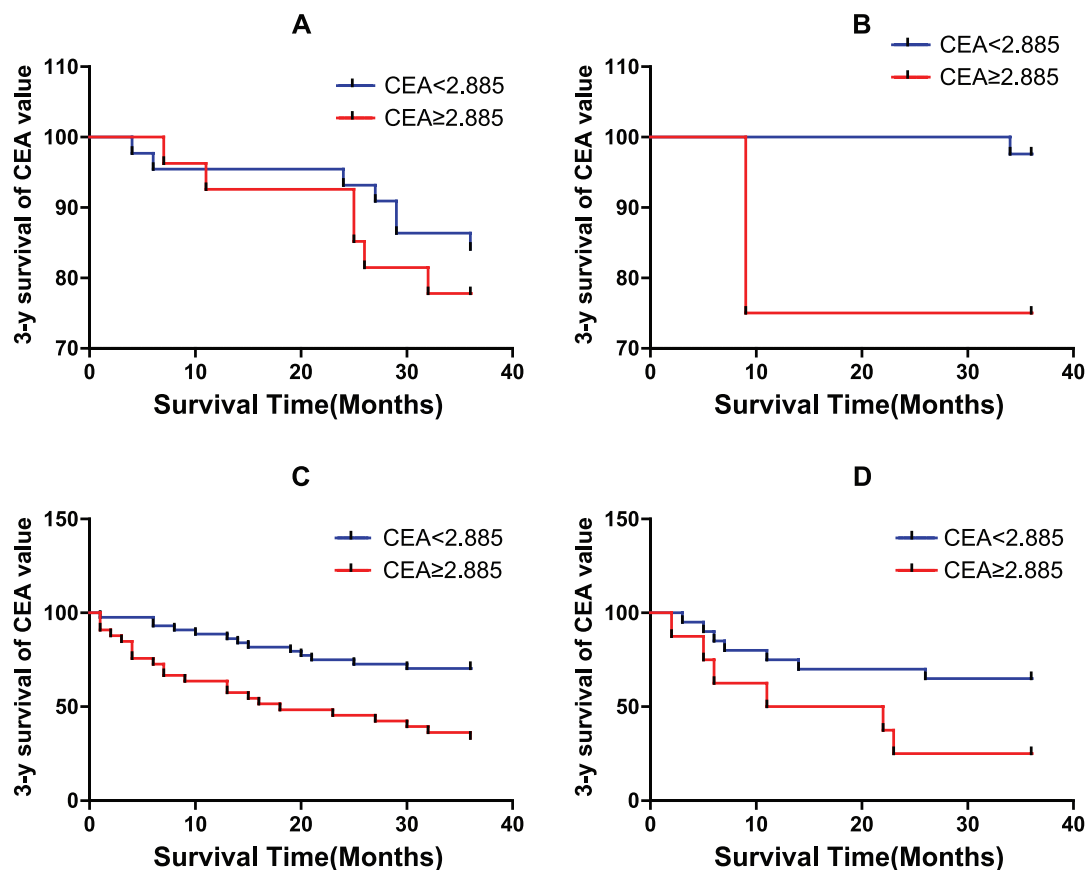 A
3-y survival of CEA value
110
100
90
80
70
0 10 20 30 40
Survival Time(Months)
CEA<2.885
CEA≥2.885
B
3-y survival of CEA value
110
100
90
80
70
0 10 20 30 40
Survival Time(Months)
CEA<2.885
CEA≥2.885
C
3-y survival of CEA value
150
100
50
0
0 10 20 30 40
Survival Time(Months)
CEA<2.885
CEA≥2.885
D
3-y survival of CEA value
150
100
50
0
0 10 20 30 40
Survival Time(Months)
CEA<2.885
CEA≥2.885